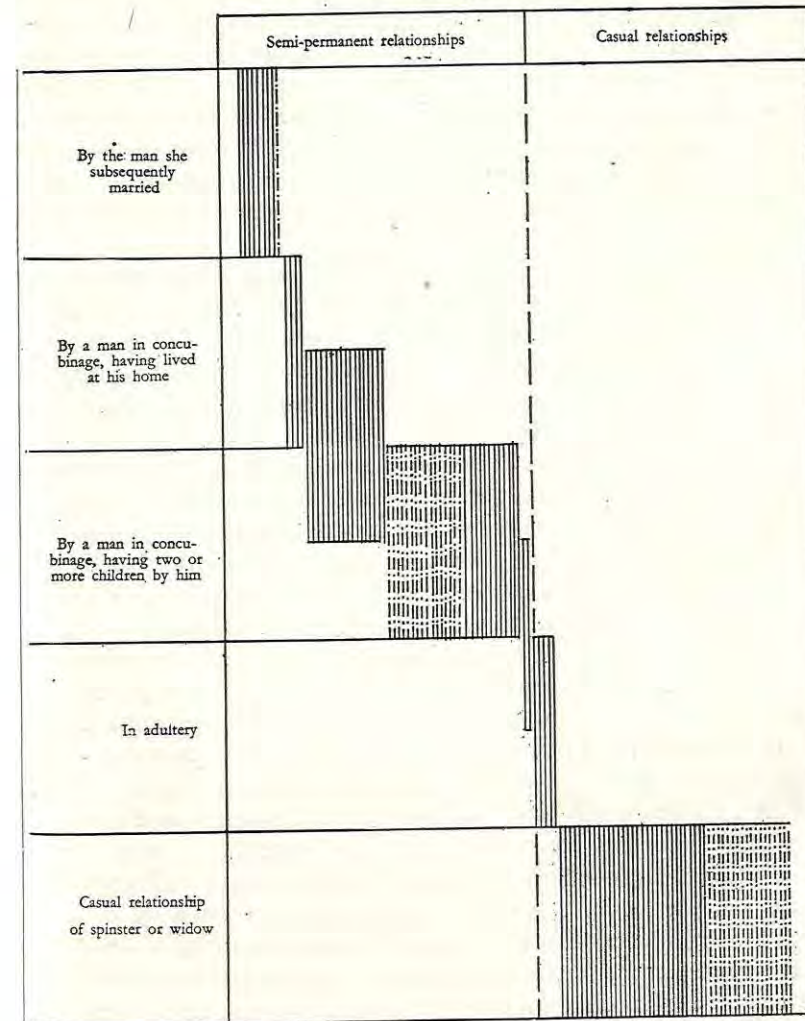 Semi-permanent relationships
Casual relationships
By the man she
subsequently
married
By a man in concu-
binage, having lived
at his home
By a man in concu-
binage, having two or
more children by him
In adultery
Casual relationship
of spinster or widow